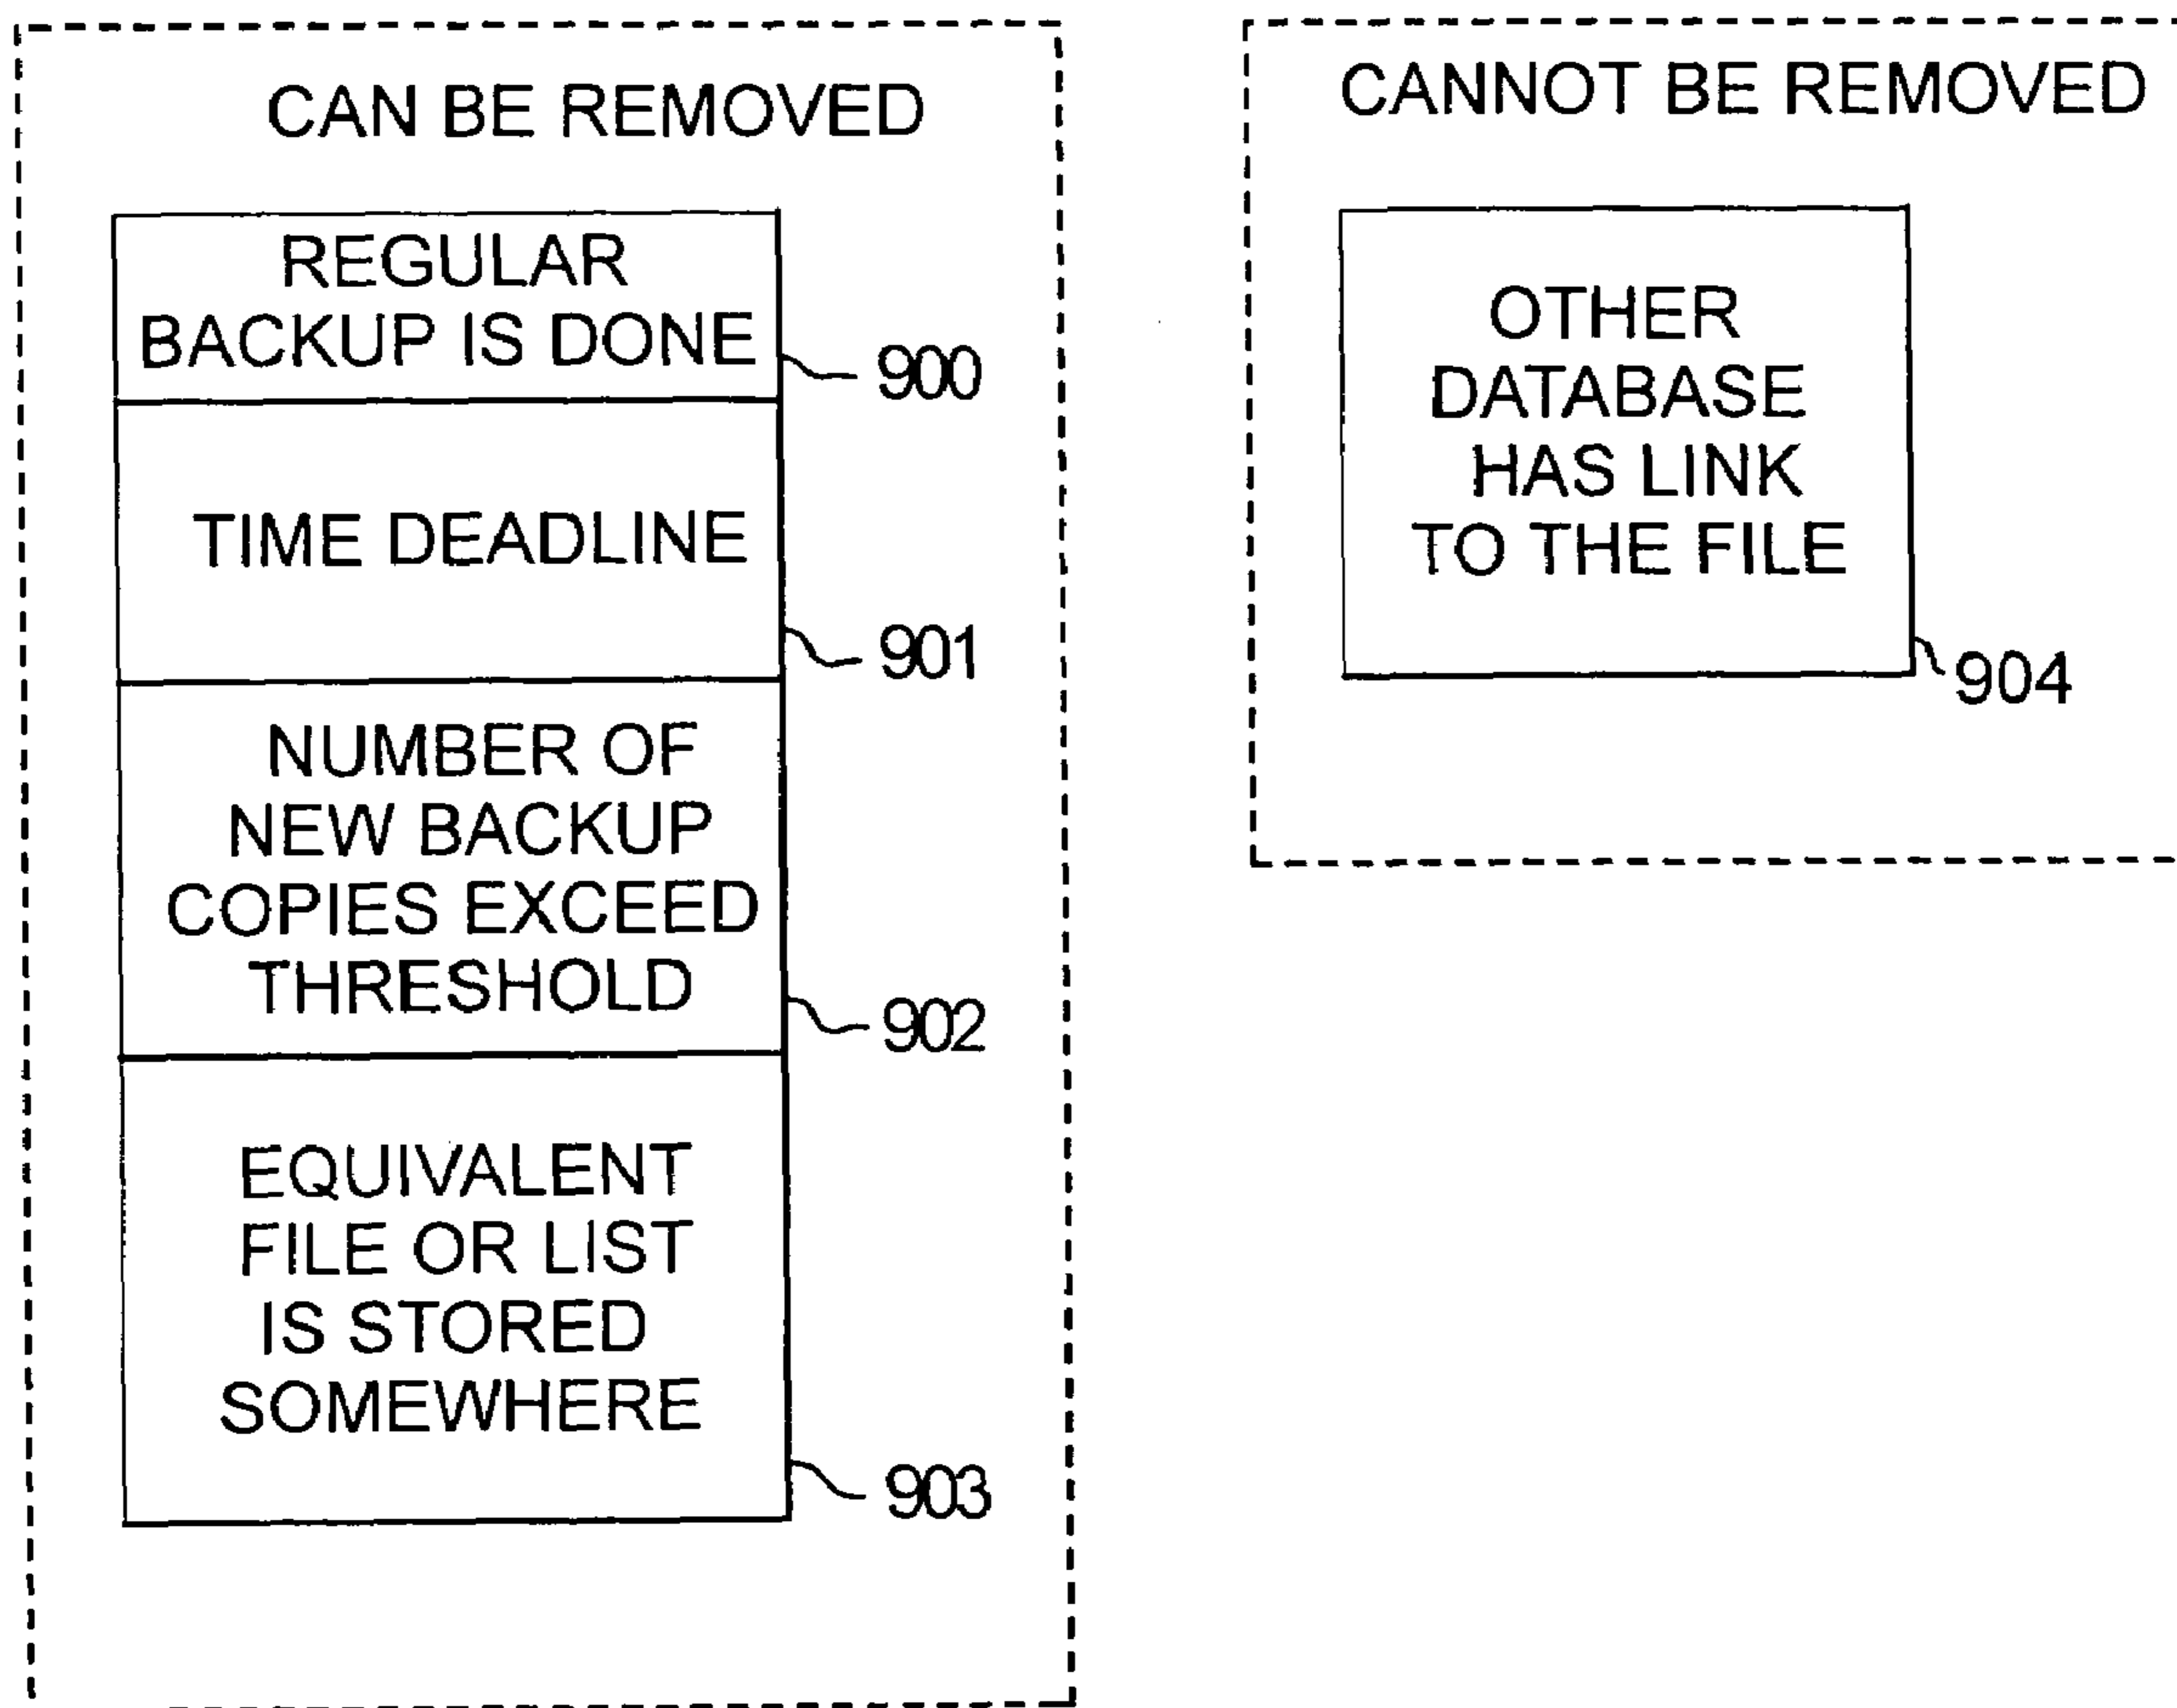 CAN BE REMOVED
REGULAR
BACKUP IS DONE
900
TIME DEADLINE
901
NUMBER OF
NEW BACKUP
COPIES EXCEED
THRESHOLD
902
EQUIVALENT
FILE OR LIST
IS STORED
SOMEWHERE
903
CANNOT BE REMOVED
OTHER
DATABASE
HAS LINK
TO THE FILE
904